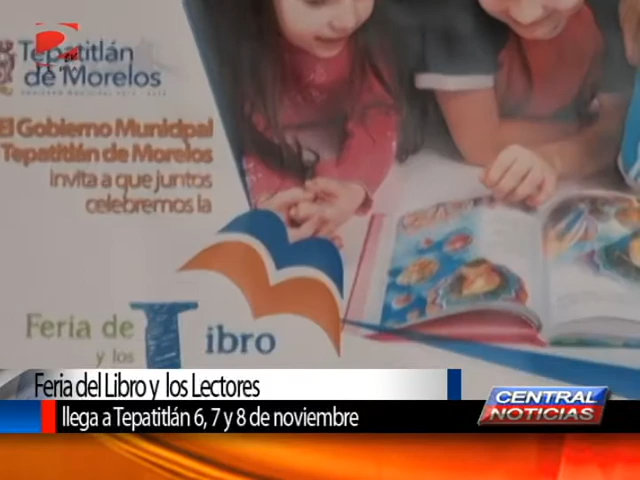 Tepatitlán
de Morelos
El Gobierno Municipal
Tepatitlán de Morelos
invita a que juntos
celebremos la
Feria de Libro
y los
Feria del Libro y los Lectores
llega a Tepatitlán 6, 7 y 8 de noviembre
CENTRAL
NOTICIAS